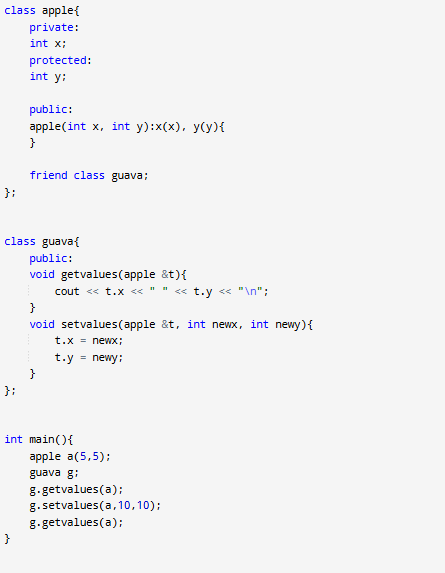 class apple{
private:
int x;
protected:
int y;
public:
apple(int x, int y):x(x), y(y){
}
friend class guava;
};
class guava{
public:
void getvalues(apple &t){
cout << t.x << " " << t.y << "\n";
}
void setvalues(apple &t, int newx, int newy){
t.x = newx;
t.y = newy;
}
};
int main(){
apple a(5,5);
guava g;
g.getvalues(a);
g.setvalues(a,10,10);
g.getvalues(a);
}